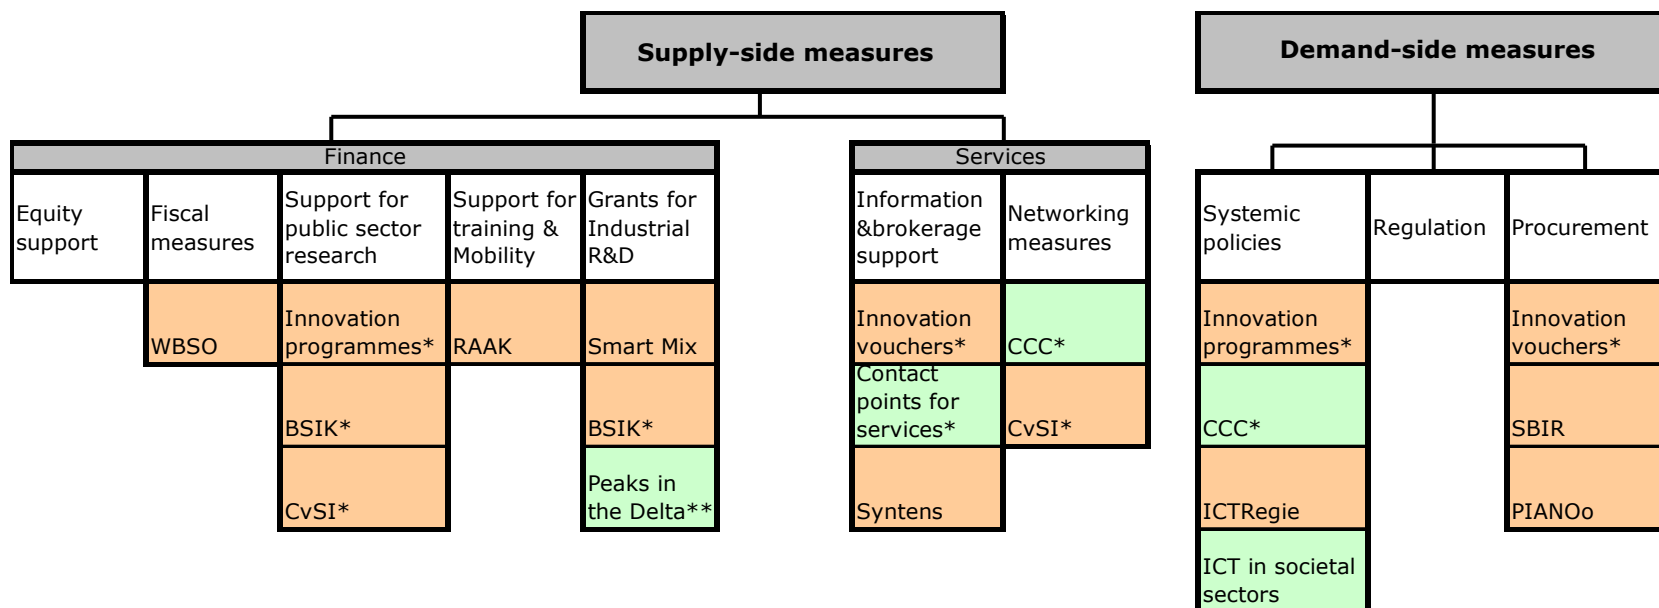 Supply-side measures
Demand-side measures
Finance
Services
Equity
support
Fiscal
measures
Support for
public sector
research
Support for
training &
Mobility
Grants for
Industrial
R&D
Information
&brokerage
support
Networking
measures
Systemic
policies
Regulation
Procurement
WBSO
Innovation
programmes*
RAAK
Smart Mix
Innovation
vouchers*
CCC*
Innovation
programmes*
Innovation
vouchers*
BSIK*
BSIK*
Contact
points for
services*
CvSI*
CCC*
SBIR
CvSI*
Peaks in
the Delta**
Syntens
ICTRegie
PIANOo
ICT in societal
sectors